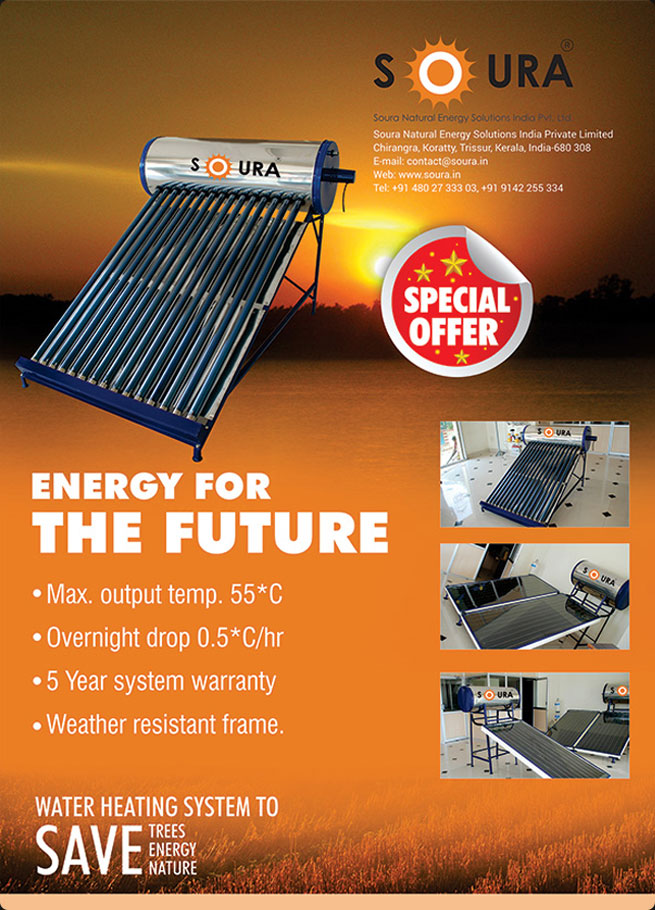 SOURA®
Soura Natural Energy Solutions India Pvt. Ltd.
Soura Natural Energy Solutions India Private Limited
Chirangra, Koratty, Trissur, Kerala, India-680 308
E-mail: contact@soura.in
Web: www.soura.in
Tel: +91 480 27 333 03, +91 9142 255 334
SOURA
SPECIAL
OFFER
SOURA
ENERGY FOR
THE FUTURE
SOURA
• Max. output temp. 55*C
• Overnight drop 0.5*C/hr
• 5 Year system warranty
• Weather resistant frame.
SOURA
WATER HEATING SYSTEM TO
SAVE TREES
ENERGY
NATURE